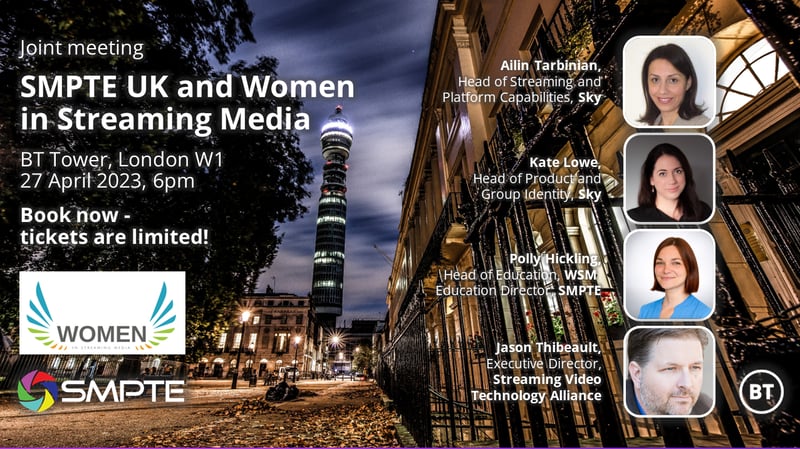 Joint meeting
SMPTE UK and Women
in Streaming Media
BT Tower, London W1
27 April 2023, 6pm
Book now -
tickets are limited!
WOMEN
IN STREAMING MEDIA
SMPTE
Ailin Tarbinian,
Head of Streaming and
Platform Capabilities, Sky
Kate Lowe,
Head of Product and
Group Identity, Sky
Polly Hickling,
Head of Education, WSM
Education Director, SMPTE
Jason Thibeault,
Executive Director,
Streaming Video
Technology Alliance
BT